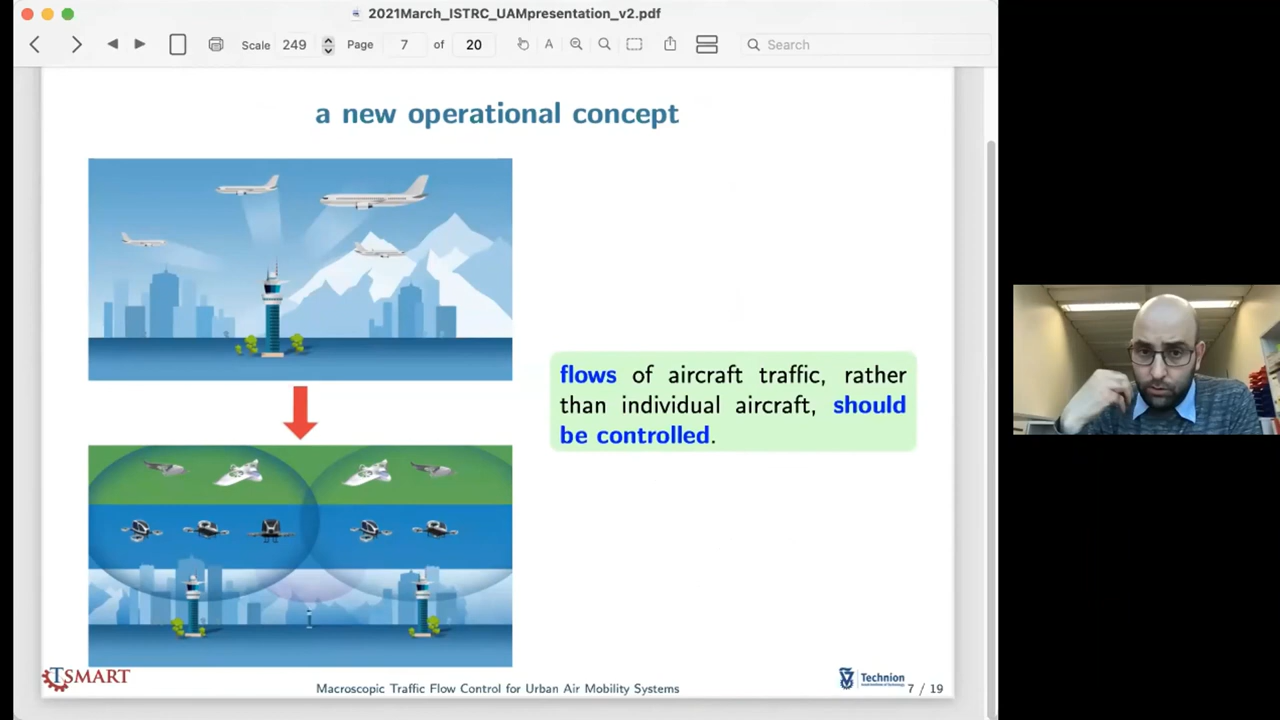 2021March_ISTRC_UAMpresentation_v2.pdf
Scale 249 Page 7 of 20 Search
a new operational concept
flows of aircraft traffic, rather
than individual aircraft, should
be controlled.
TSMART
Macroscopic Traffic Flow Control for Urban Air Mobility Systems
Technion
7 / 19